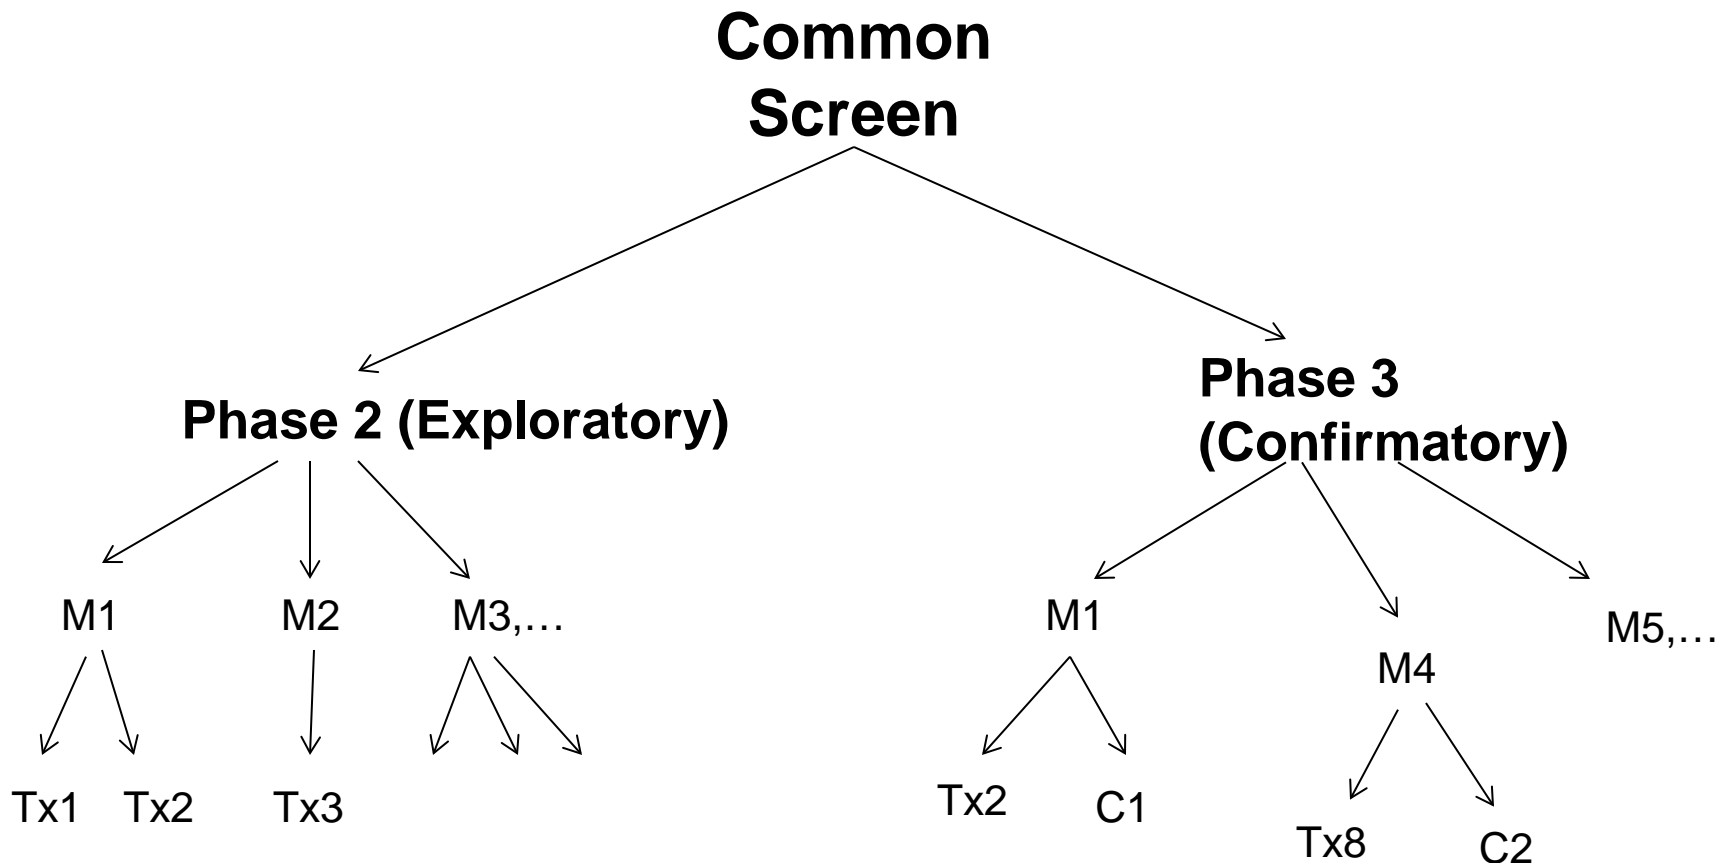 Common
Screen
Phase 2 (Exploratory)
Phase 3
(Confirmatory)
M1
M2
M3,…
M1
M4
M5,…
Tx1
Tx2
Tx3
Tx2
C1
Tx8
C2